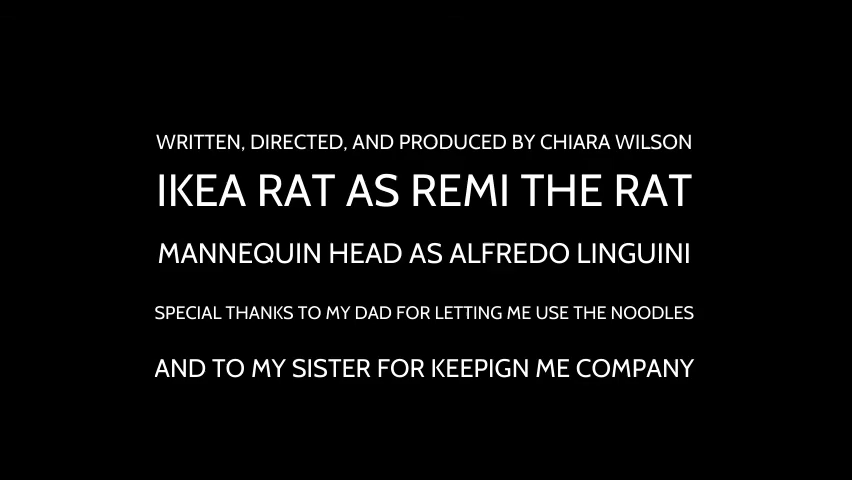 WRITTEN, DIRECTED, AND PRODUCED BY CHIARA WILSON
IKEA RAT AS REMI THE RAT
MANNEQUIN HEAD AS ALFREDO LINGUINI
SPECIAL THANKS TO MY DAD FOR LETTING ME USE THE NOODLES
AND TO MY SISTER FOR KEEPIGN ME COMPANY